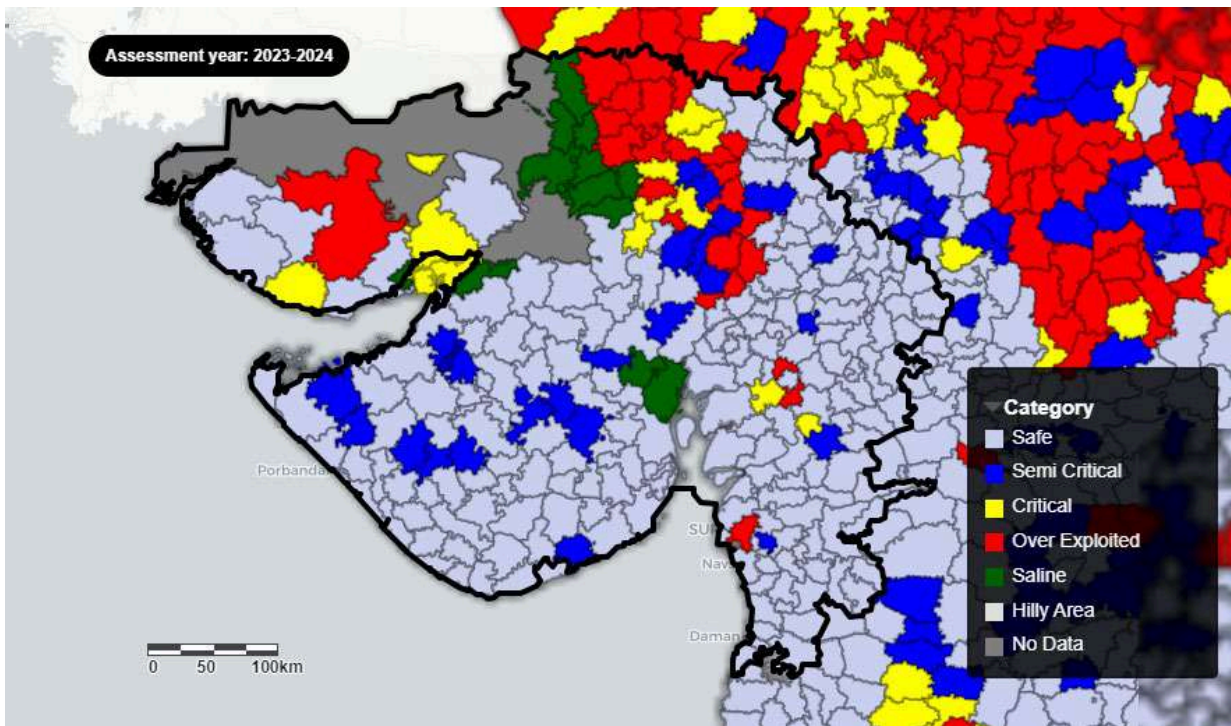 Assessment year: 2023-2024
Category
Safe
Semi Critical
Critical
Over Exploited
Saline
Hilly Area
No Data
Porbanda
SU
Nav
Daman
0 50 100km